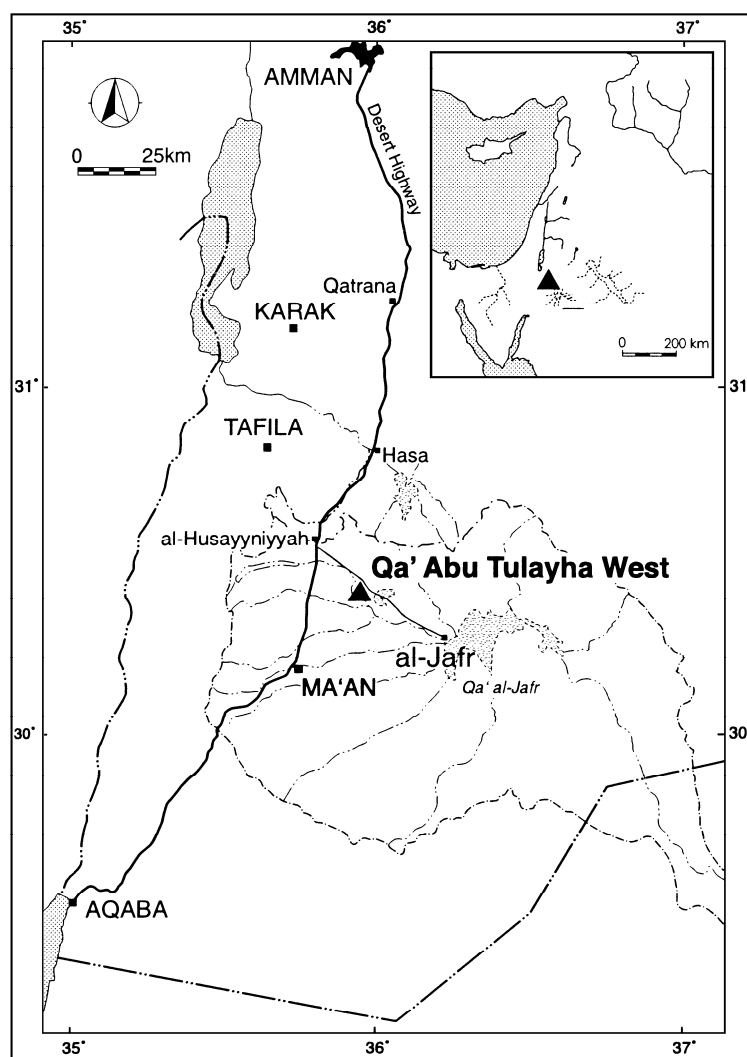 35°
36°
37°
AMMAN
0 25km
Desert Highway
Qatrana
KARAK
0 200 km
31°
31°
TAFILA
Hasa
al-Husayyniyyah
Qa' Abu Tulayha West
al-Jafr
MA'AN
Qa' al-Jafr
30°
30°
AQABA
35°
36°
37°